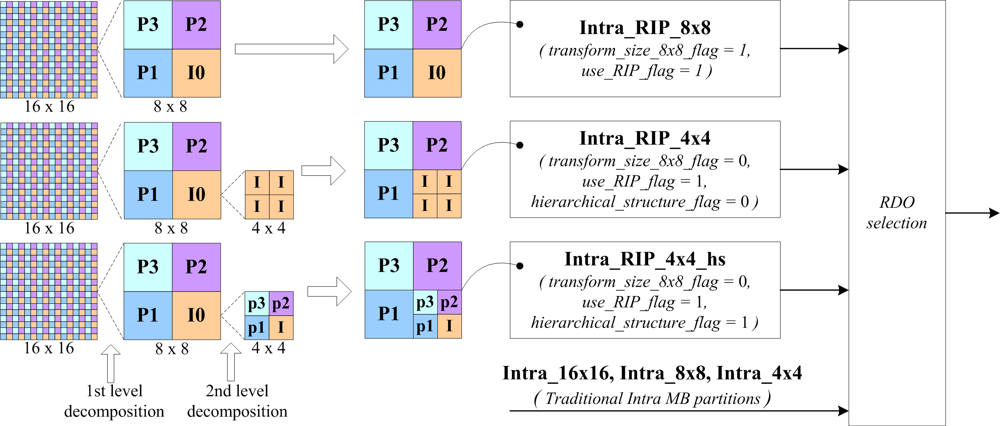 P3 P2
P1 I0
16 x 16
8 x 8
P3 P2
P1 I0
Intra_RIP_8x8
( transform_size_8x8_flag = 1,
use_RIP_flag = 1 )
P3 P2
P1 I0
I I
I I
16 x 16
8 x 8
4 x 4
P3 P2
P1
I I
I I
Intra_RIP_4x4
( transform_size_8x8_flag = 0,
use_RIP_flag = 1,
hierarchical_structure_flag = 0 )
P3 P2
P1 I0
p3 p2
p1 I
16 x 16
8 x 8
4 x 4
P3 P2
P1
p3 p2
p1 I
Intra_RIP_4x4_hs
( transform_size_8x8_flag = 0,
use_RIP_flag = 1,
hierarchical_structure_flag = 1 )
1st level
decomposition
2nd level
decomposition
Intra_16x16, Intra_8x8, Intra_4x4
( Traditional Intra MB partitions )
RDO
selection